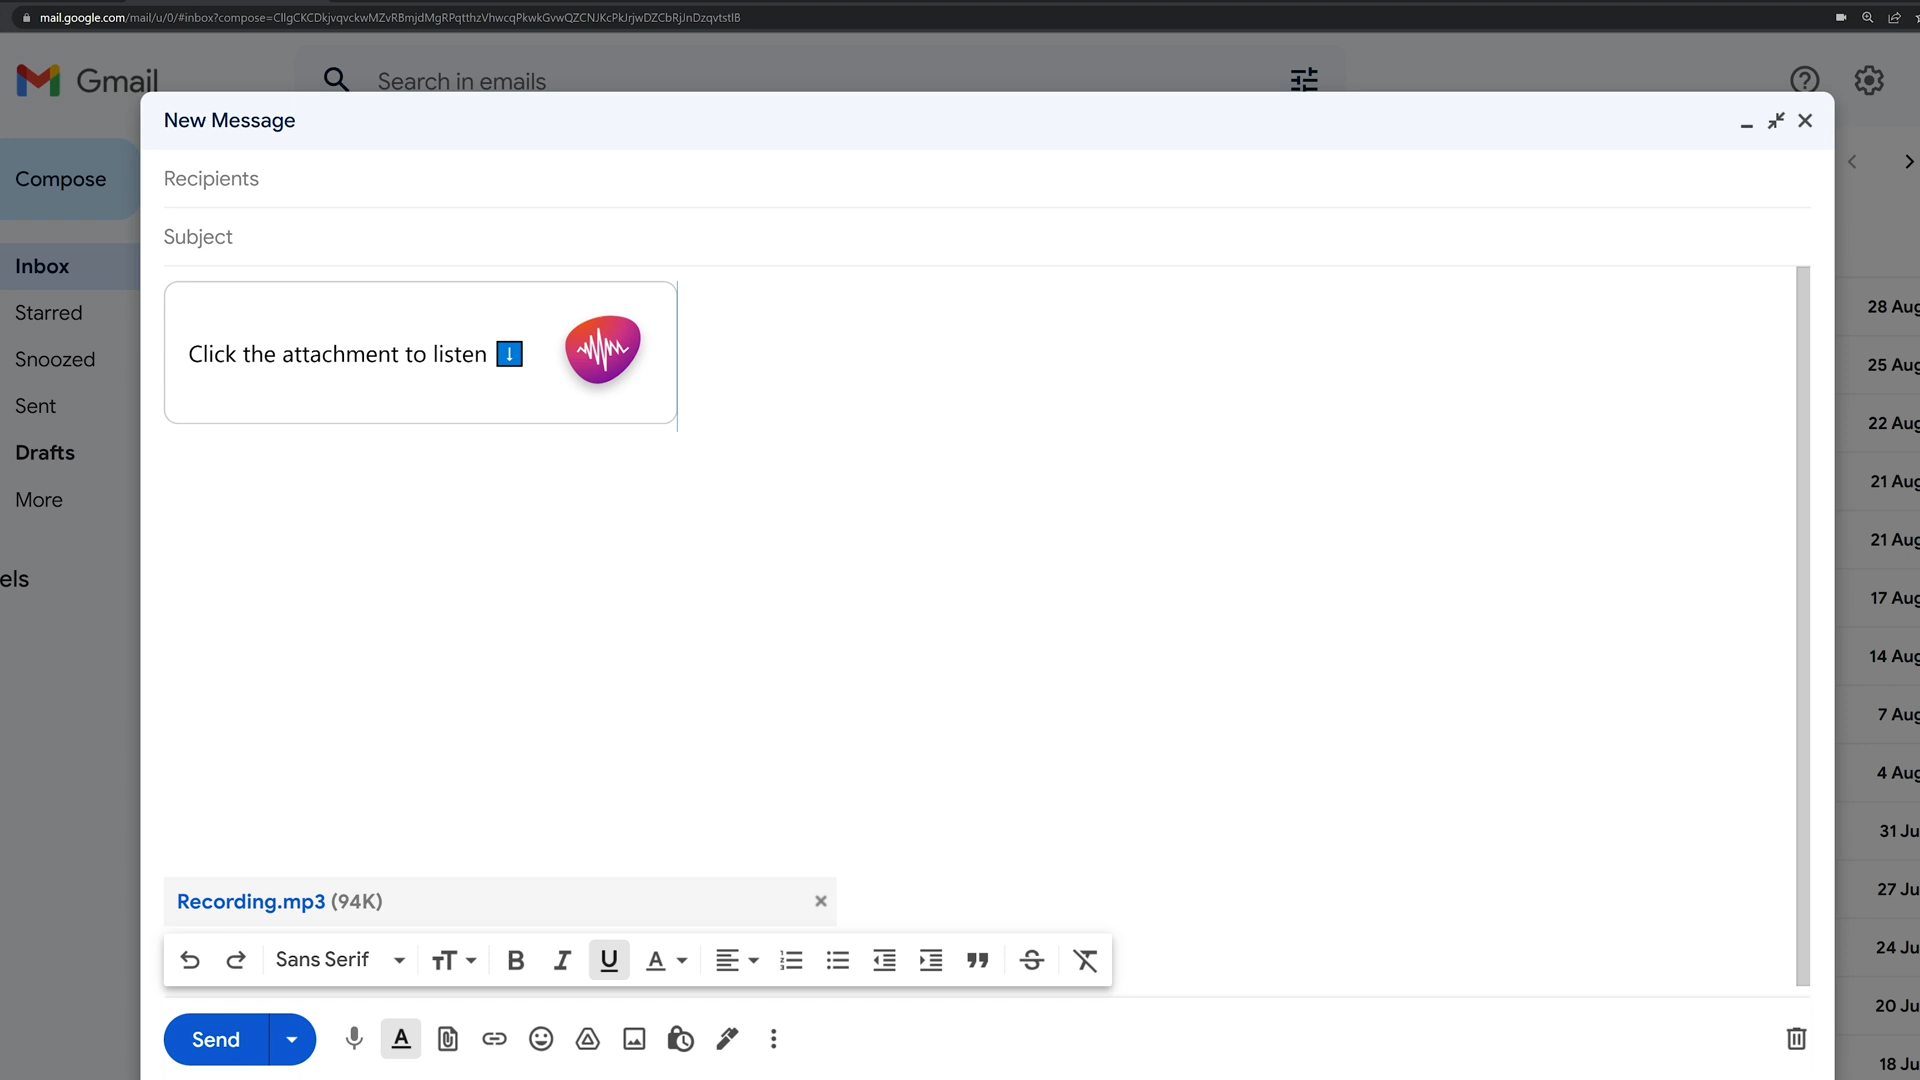 mail.google.com/mail/u/0/#inbox?compose=CllgCKCDkjvqvckwMZvRBmjdMgRPqtthzVhwcqPkwkGvwQZCNJKcPkJrjwDZCbRjJnDzqvtstlB
Gmail
Search in emails
New Message
Compose
Recipients
Subject
Inbox
Starred
Snoozed
Sent
Drafts
More
els
Click the attachment to listen
28 Aug
25 Aug
22 Aug
21 Aug
21 Aug
17 Aug
14 Aug
7 Aug
4 Aug
31 Ju
27 Ju
24 Ju
20 Ju
18 Ju
Recording.mp3 (94K)
Sans Serif
Send